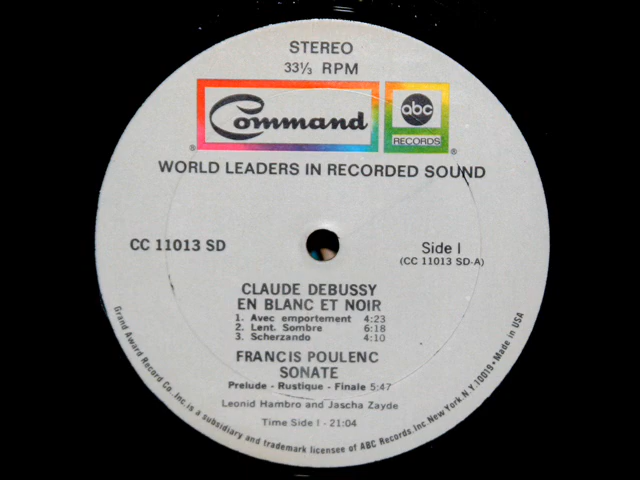 STEREO
33⅓ RPM
Command®
abc
RECORDS®
WORLD LEADERS IN RECORDED SOUND
CC 11013 SD
Side I
(CC 11013 SD-A)
CLAUDE DEBUSSY
EN BLANC ET NOIR
1. Avec emportement 4:23
2. Lent. Sombre 6:18
3. Scherzando 4:10
FRANCIS POULENC
SONATE
Prelude - Rustique - Finale 5:47
Leonid Hambro and Jascha Zayde
Time Side I - 21:04
Grand Award Record Co. Inc. is a subsidiary and trademark licensee of ABC Records, Inc. New York, N.Y. 10019 • Made in USA